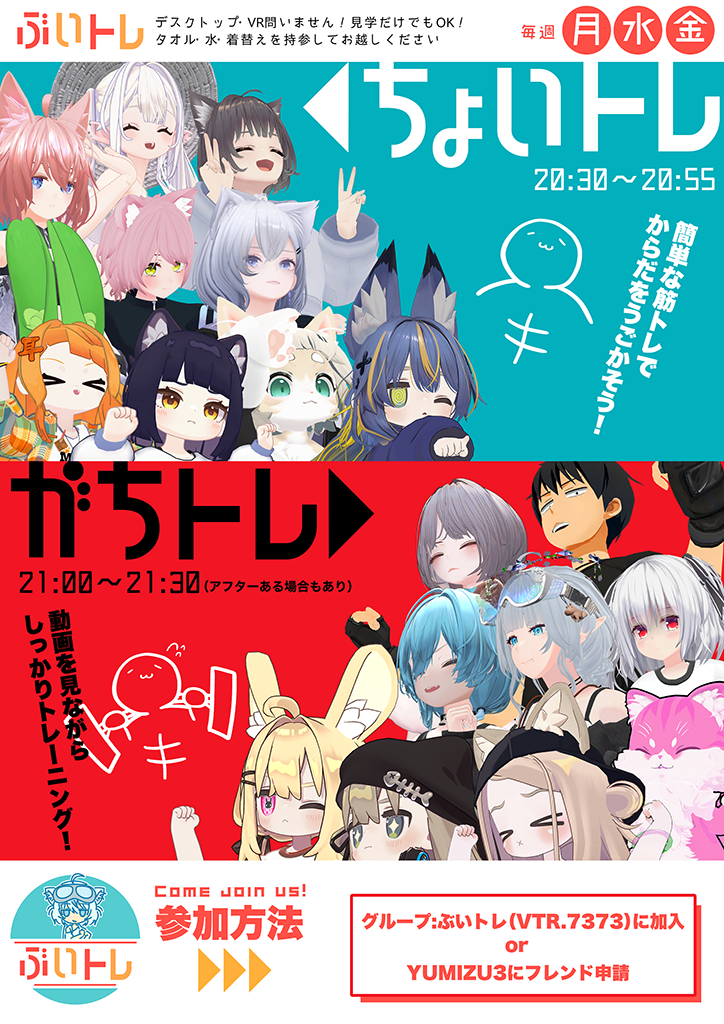 ぶいトレ
デスクトップ・VR問いません！見学だけでもOK！
タオル・水・着替えを持参してお越しください
毎週 月 水 金
◀ちょいトレ
20:30～20:55
簡単な筋トレで
からだをうごかそう！
耳
M
がちトレ▶
21:00～21:30（アフターある場合もあり）
動画を見ながら
しっかりトレーニング！
ぶいトレ
COME JOIN US!
参加方法
グループ:ぶいトレ（VTR.7373）に加入
or
YUMIZU3にフレンド申請